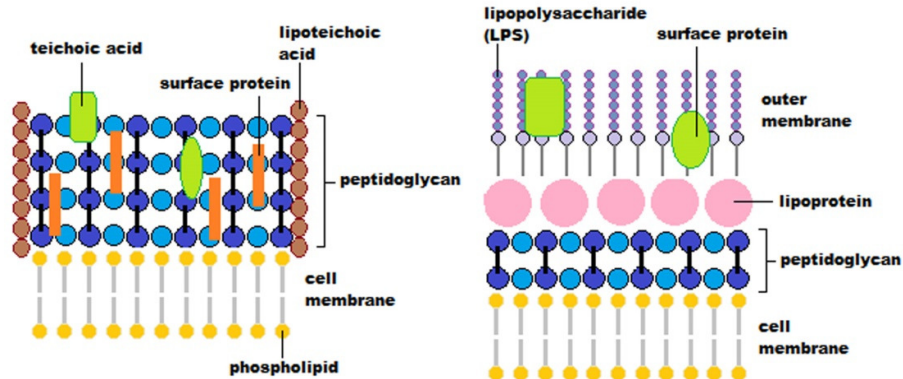 teichoic acid
lipoteichoic
acid
surface protein
peptidoglycan
cell
membrane
phospholipid
lipopolysaccharide
(LPS)
surface protein
outer
membrane
lipoprotein
peptidoglycan
cell
membrane